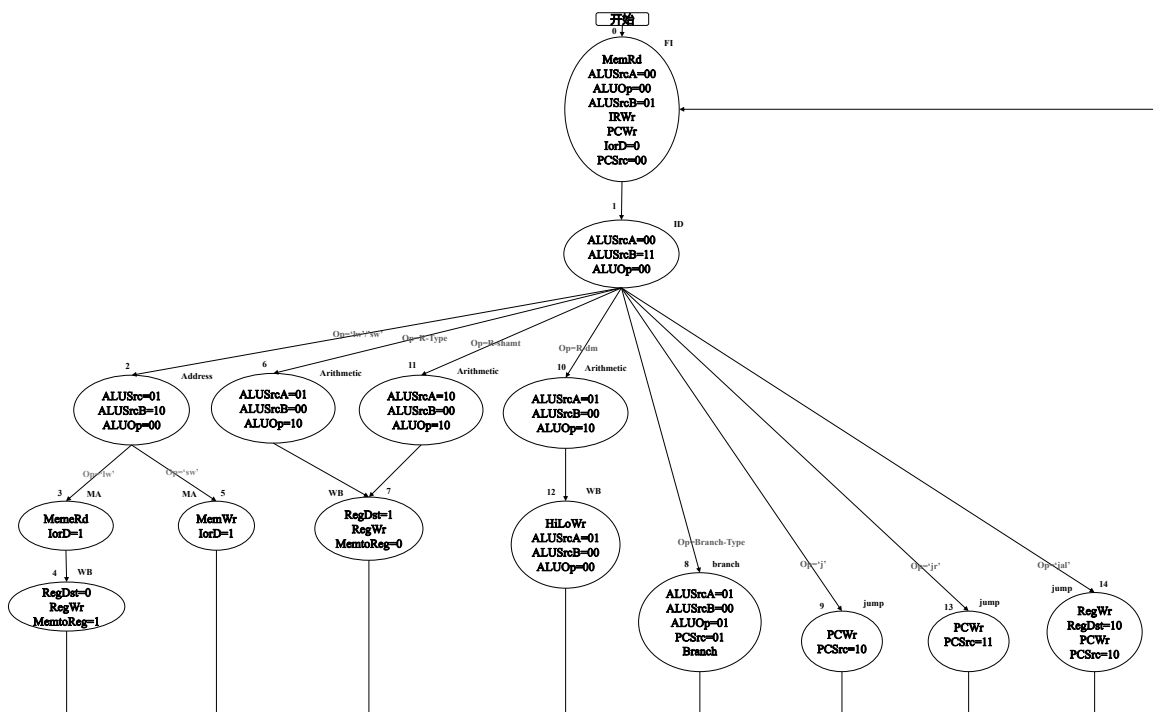 开始
0
FI
MemRd
ALUSrcA=00
ALUOp=00
ALUSrcB=01
IRWr
PCWr
IorD=0
PCSrc=00
1
ID
ALUSrcA=00
ALUSrcB=11
ALUOp=00
Op='lw'/'sw'
Op=R-Type
Op=R-shamt
Op=R-dm
2
Address
ALUSrc=01
ALUSrcB=10
ALUOp=00
6
Arithmetic
ALUSrcA=01
ALUSrcB=00
ALUOp=10
11
Arithmetic
ALUSrcA=10
ALUSrcB=00
ALUOp=10
10
Arithmetic
ALUSrcA=01
ALUSrcB=00
ALUOp=10
Op='lw'
Op='sw'
3
MA
MemeRd
IorD=1
MA
5
MemWr
IorD=1
WB
7
RegDst=1
RegWr
MemtoReg=0
12
WB
HiLoWr
ALUSrcA=01
ALUSrcB=00
ALUOp=00
4
WB
RegDst=0
RegWr
MemtoReg=1
Op=Branch-Type
8
branch
ALUSrcA=01
ALUSrcB=00
ALUOp=01
PCSrc=01
Branch
Op='j'
9
jump
PCWr
PCSrc=10
Op='jr'
13
jump
PCWr
PCSrc=11
Op='jal'
jump
14
RegWr
RegDst=10
PCWr
PCSrc=10